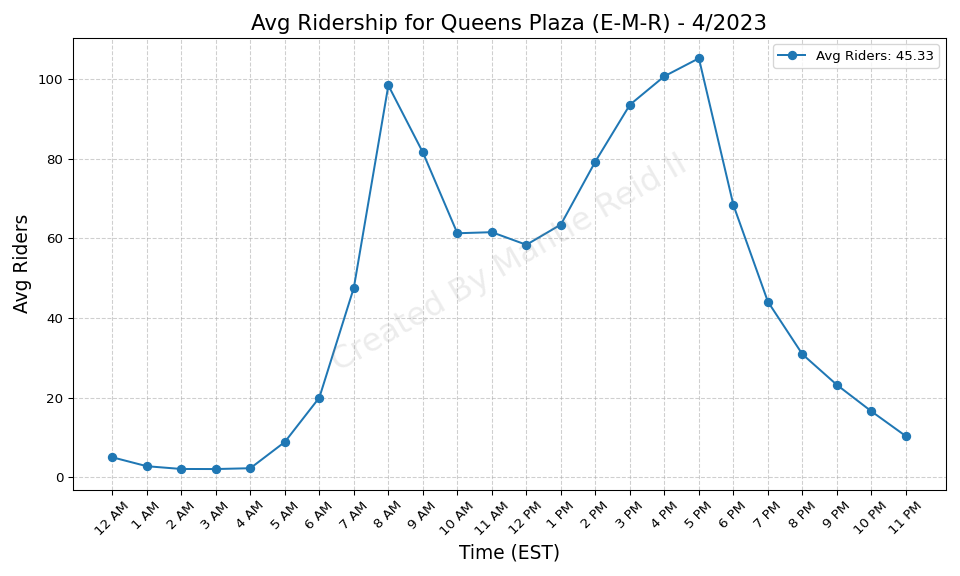 Avg Ridership for Queens Plaza (E-M-R) - 4/2023
Avg Riders: 45.33
100
80
60
40
20
0
Avg Riders
Created By Mannie Reid II
12 AM
1 AM
2 AM
3 AM
4 AM
5 AM
6 AM
7 AM
8 AM
9 AM
10 AM
11 AM
12 PM
1 PM
2 PM
3 PM
4 PM
5 PM
6 PM
7 PM
8 PM
9 PM
10 PM
11 PM
Time (EST)